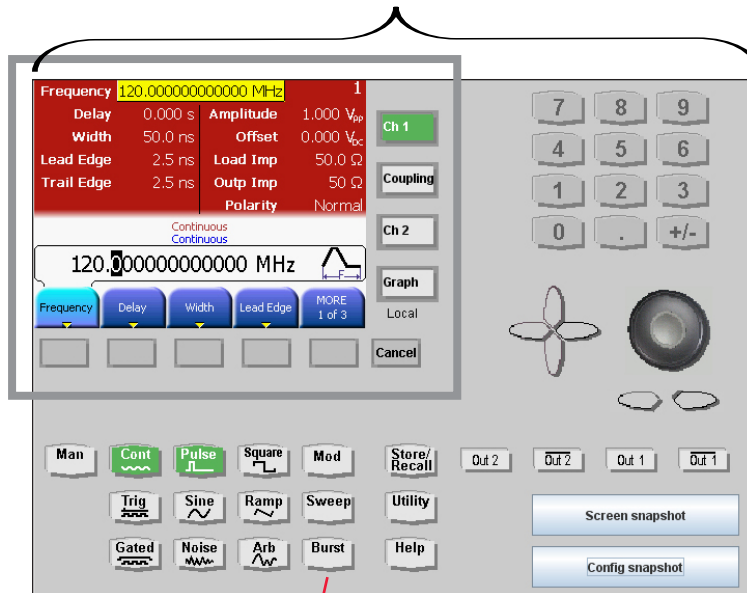 Frequency 120.000000000000 MHz 1
Delay 0.000 s Amplitude 1.000 Vpp
Width 50.0 ns Offset 0.000 VDC
Lead Edge 2.5 ns Load Imp 50.0 Ω
Trail Edge 2.5 ns Outp Imp 50 Ω
Polarity Normal
Continuous
Continuous
120.000000000000 MHz
F
Frequency Delay Width Lead Edge MORE
1 of 3
Ch 1
Coupling
Ch 2
Graph
Local
Cancel
7 8 9
4 5 6
1 2 3
0 . +/-
Man Cont Pulse Square Mod Store/
Recall
Out 2 Out 2 Out 1 Out 1
Trig Sine Ramp Sweep Utility
Screen snapshot
Gated Noise Arb Burst Help
Config snapshot